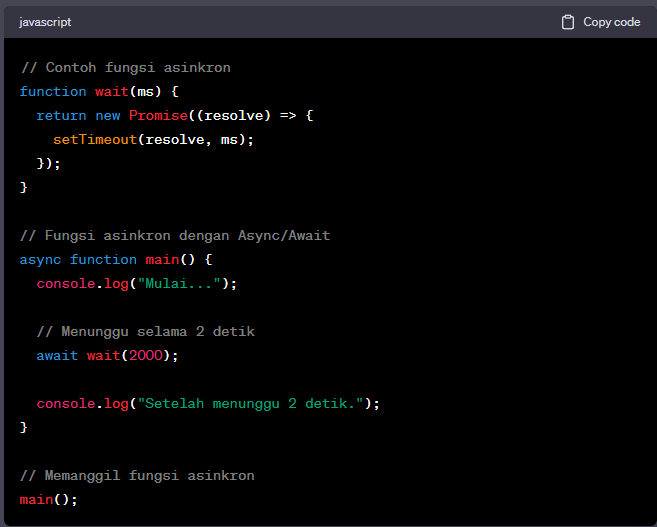 javascript
Copy code
// Contoh fungsi asinkron
function wait(ms) {
  return new Promise((resolve) => {
    setTimeout(resolve, ms);
  });
}

// Fungsi asinkron dengan Async/Await
async function main() {
  console.log("Mulai...");

  // Menunggu selama 2 detik
  await wait(2000);

  console.log("Setelah menunggu 2 detik.");
}

// Memanggil fungsi asinkron
main();